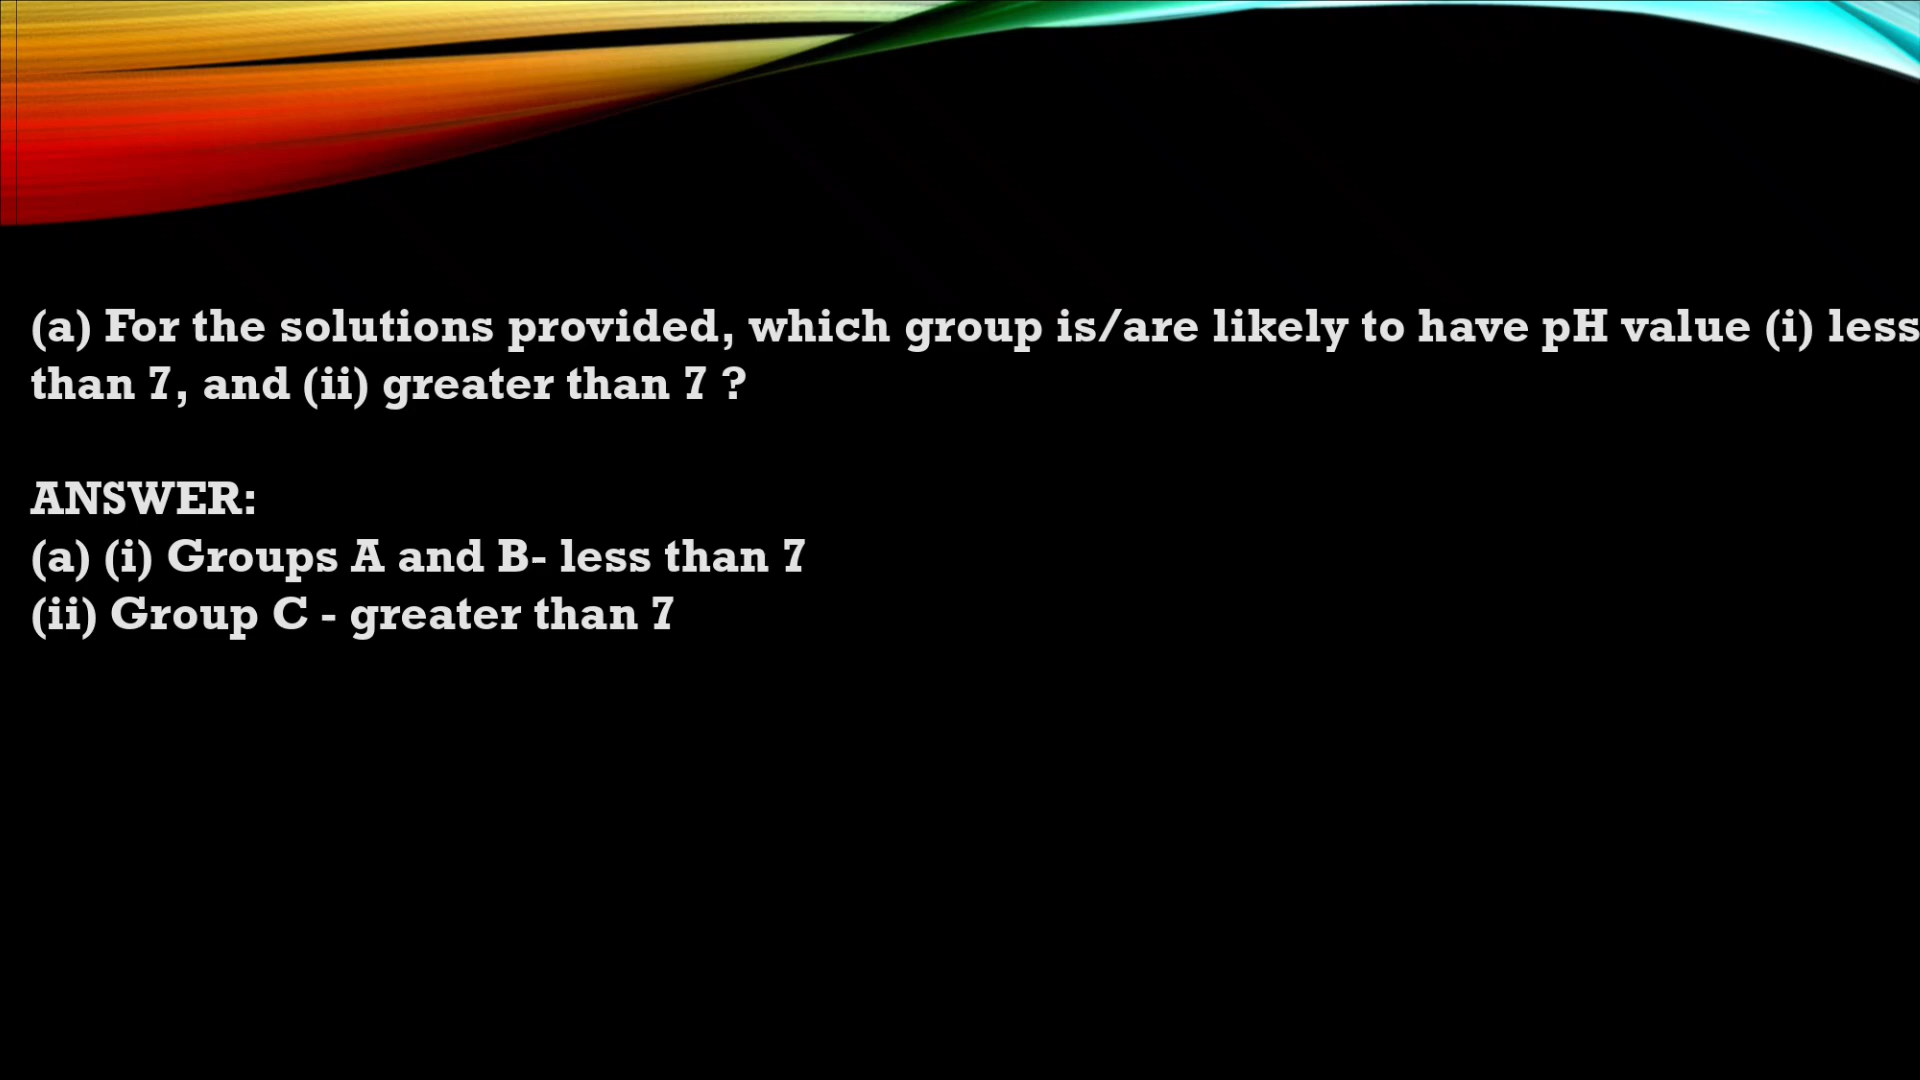 (a) For the solutions provided, which group is/are likely to have pH value (i) less
than 7, and (ii) greater than 7 ?
ANSWER:
(a) (i) Groups A and B- less than 7
(ii) Group C - greater than 7